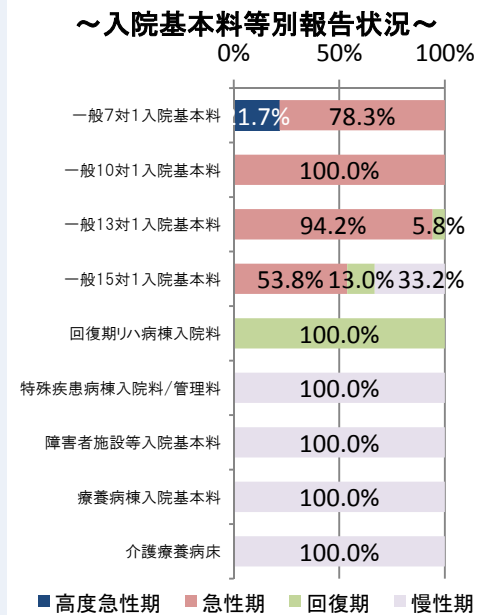 ～入院基本料等別報告状況～
0% 50% 100%
一般7対1入院基本料 21.7% 78.3%
一般10対1入院基本料 100.0%
一般13対1入院基本料 94.2% 5.8%
一般15対1入院基本料 53.8% 13.0% 33.2%
回復期リハ病棟入院料 100.0%
特殊疾患病棟入院料/管理料 100.0%
障害者施設等入院基本料 100.0%
療養病棟入院基本料 100.0%
介護療養病床 100.0%
高度急性期 急性期 回復期 慢性期